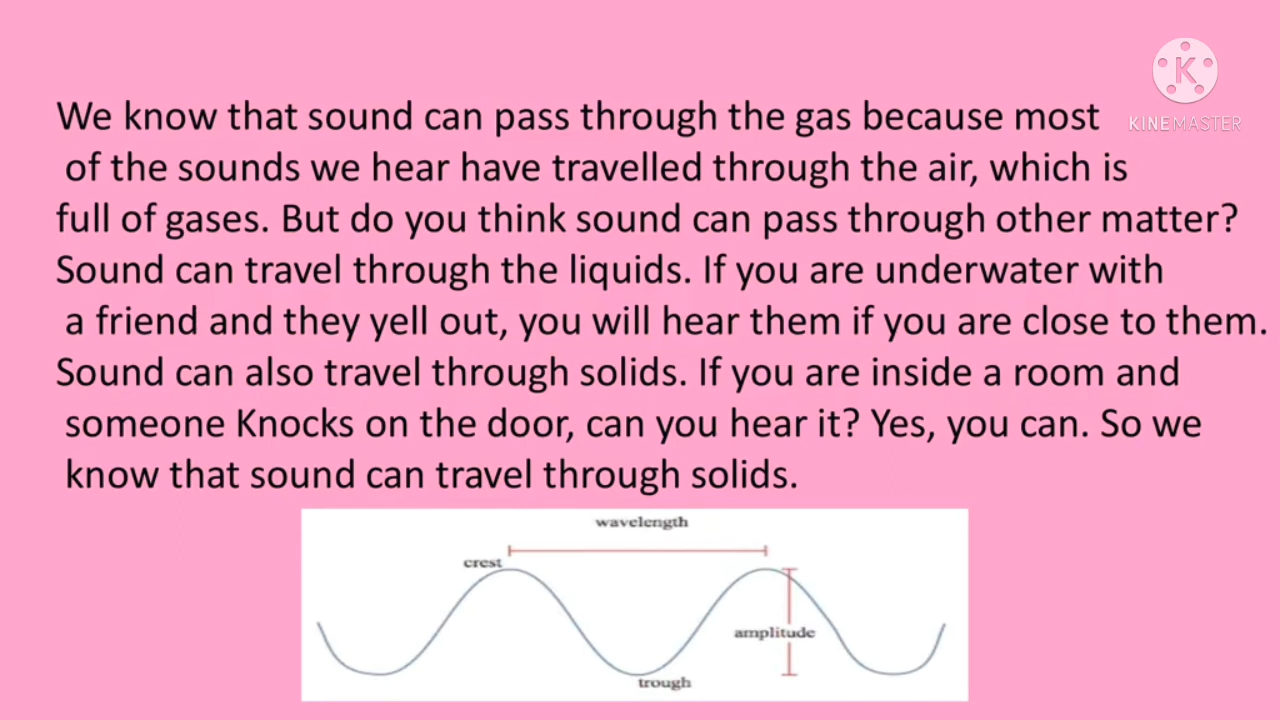 We know that sound can pass through the gas because most
of the sounds we hear have travelled through the air, which is
full of gases. But do you think sound can pass through other matter?
Sound can travel through the liquids. If you are underwater with
a friend and they yell out, you will hear them if you are close to them.
Sound can also travel through solids. If you are inside a room and
someone Knocks on the door, can you hear it? Yes, you can. So we
know that sound can travel through solids.
K
KINEMASTER
wavelength
crest
amplitude
trough